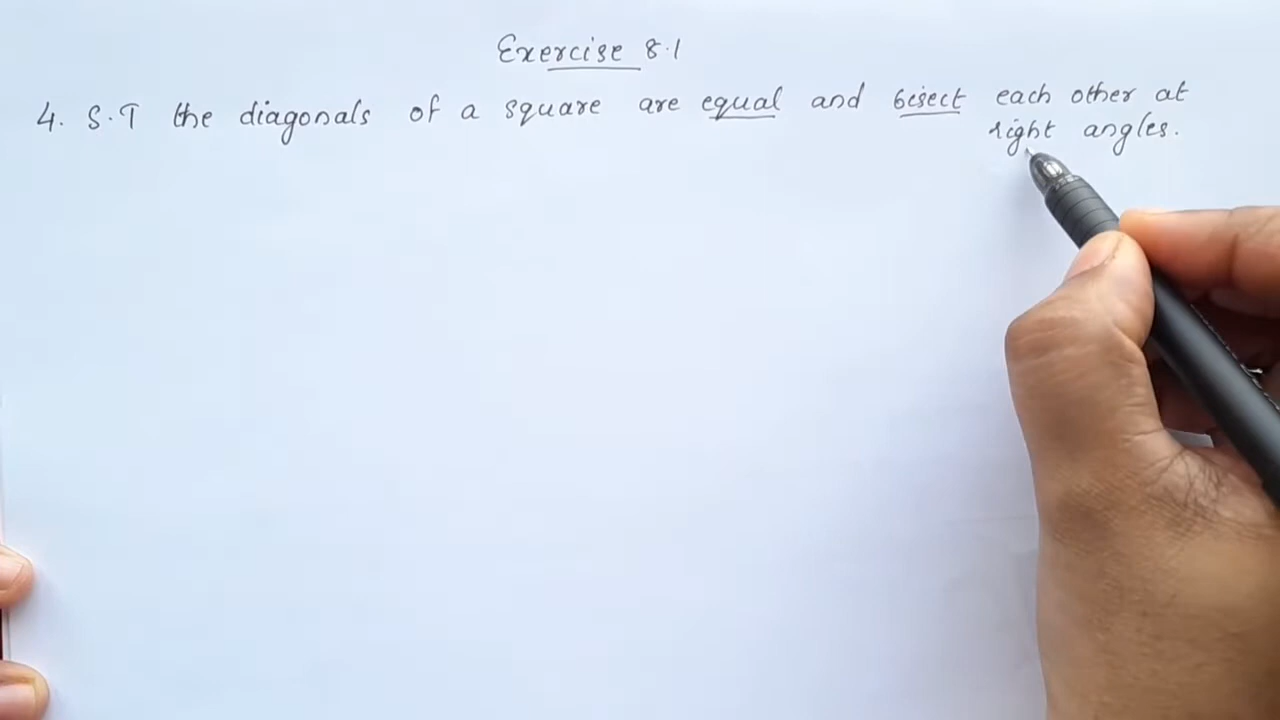 Exercise 8.1
4. S.T the diagonals of a square are equal and bisect each other at
right angles.